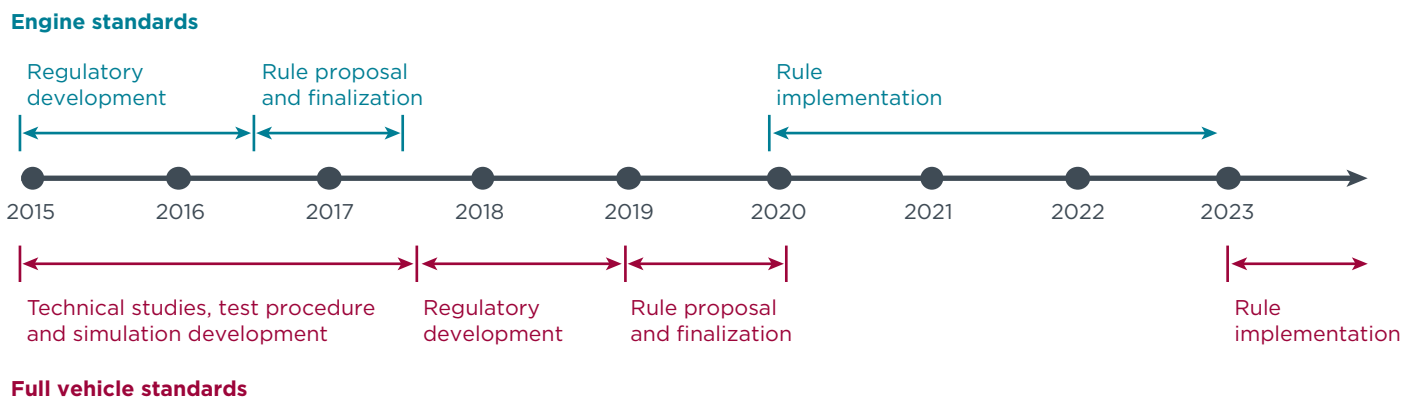 Engine standards
Regulatory
development
Rule proposal
and finalization
Rule
implementation
2015 2016 2017 2018 2019 2020 2021 2022 2023
Technical studies, test procedure
and simulation development
Regulatory
development
Rule proposal
and finalization
Rule
implementation
Full vehicle standards